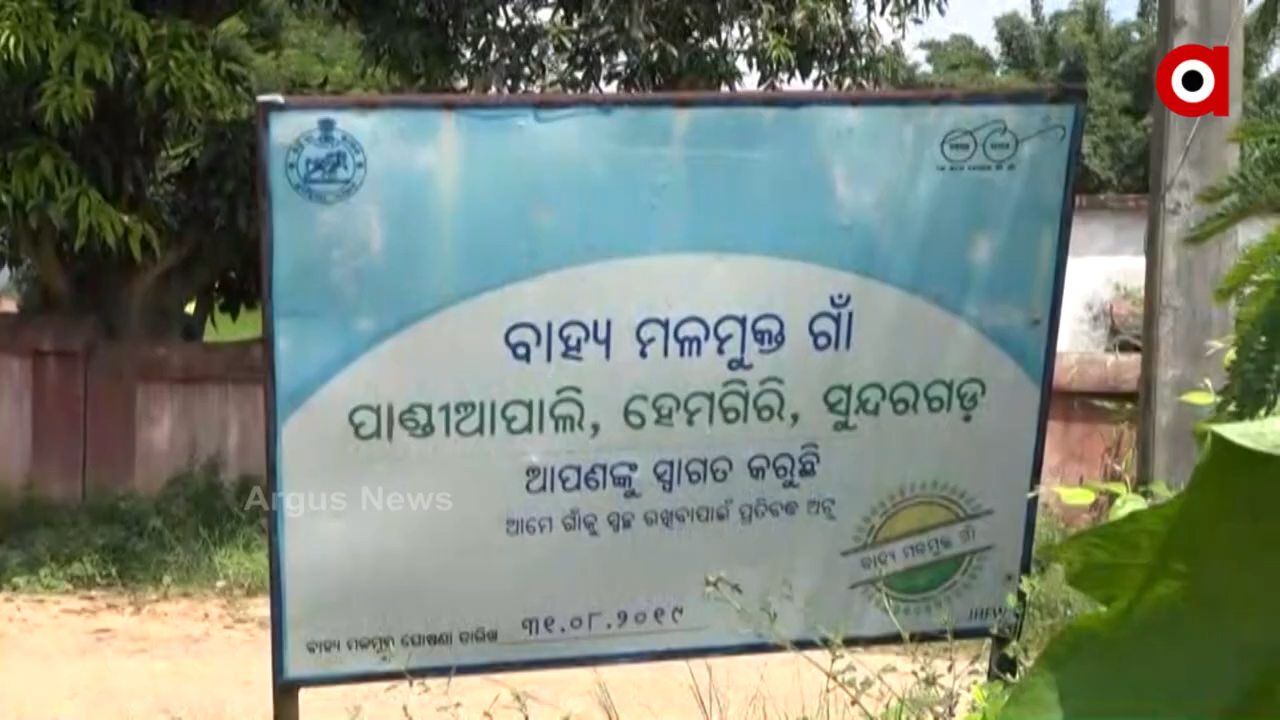 ବାହ୍ୟ ମଳମୁକ୍ତ ଗାଁ
ପାଣ୍ଡୀଆପାଲି, ହେମଗିରି, ସୁନ୍ଦରଗଡ଼
ଆପଣଙ୍କୁ ସ୍ୱାଗତ କରୁଛି
ଆମେ ଗାଁକୁ ସ୍ୱଚ୍ଛ ରଖିବାପାଇଁ ପ୍ରତିବଦ୍ଧ ଅଟୁ
ବାହ୍ୟ ମଳମୁକ୍ତ ଗାଁ
ବାହ୍ୟ ମଳମୁକ୍ତ ଘୋଷଣା ତାରିଖ ୩୧.୦୮.୨୦୧୯
Argus News